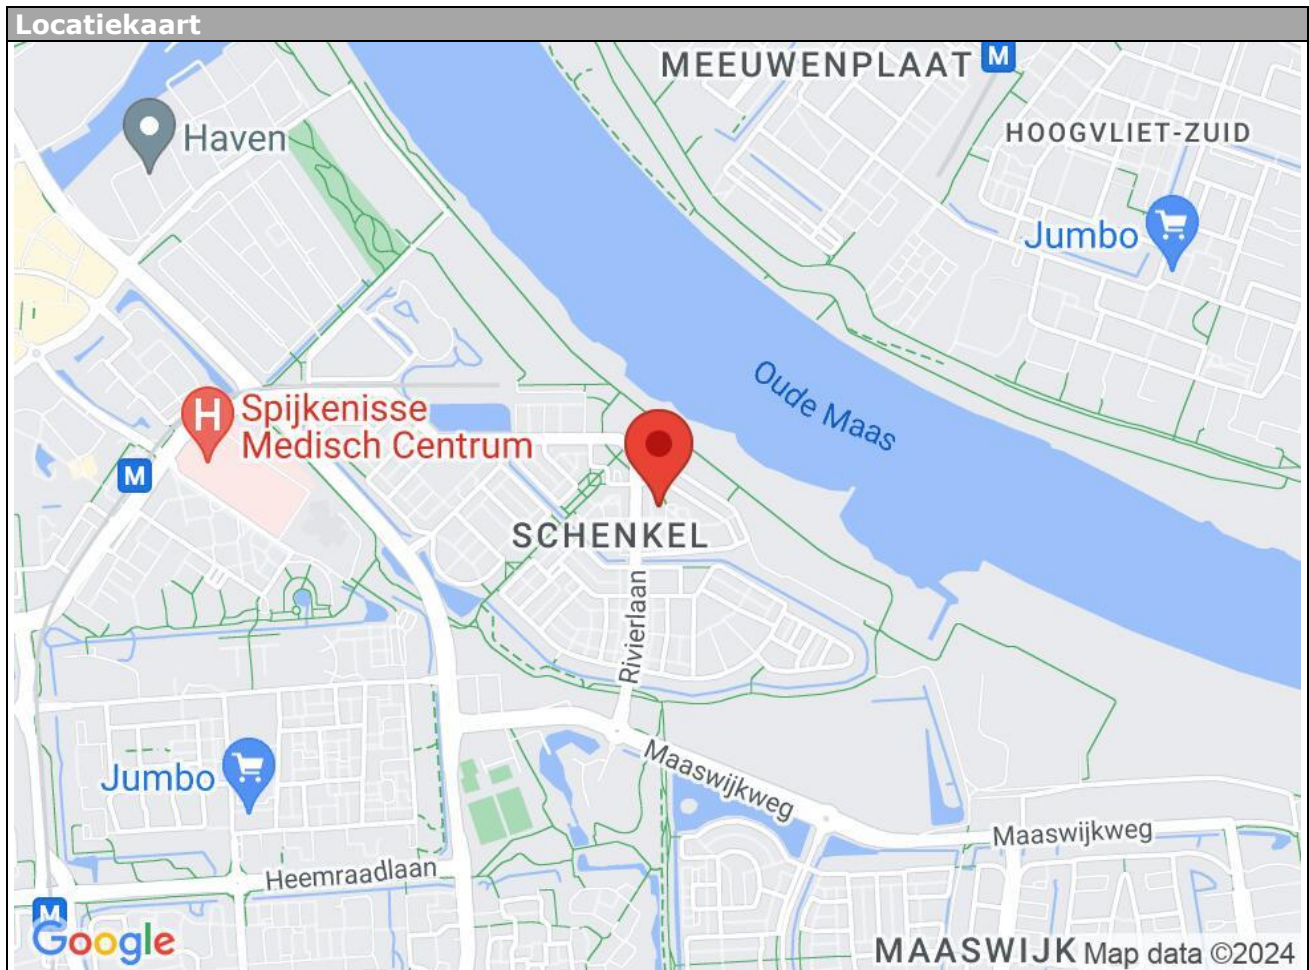 Locatiekaart
MEEUWENPLAAT
M
Haven
HOOGVLIET-ZUID
Jumbo
Oude Maas
H
Spijkenisse
Medisch Centrum
M
SCHENKEL
Rivierlaan
Maaswijkweg
Jumbo
Maaswijkweg
Heemraadlaan
M
Google
MAASWIJK
Map data ©2024